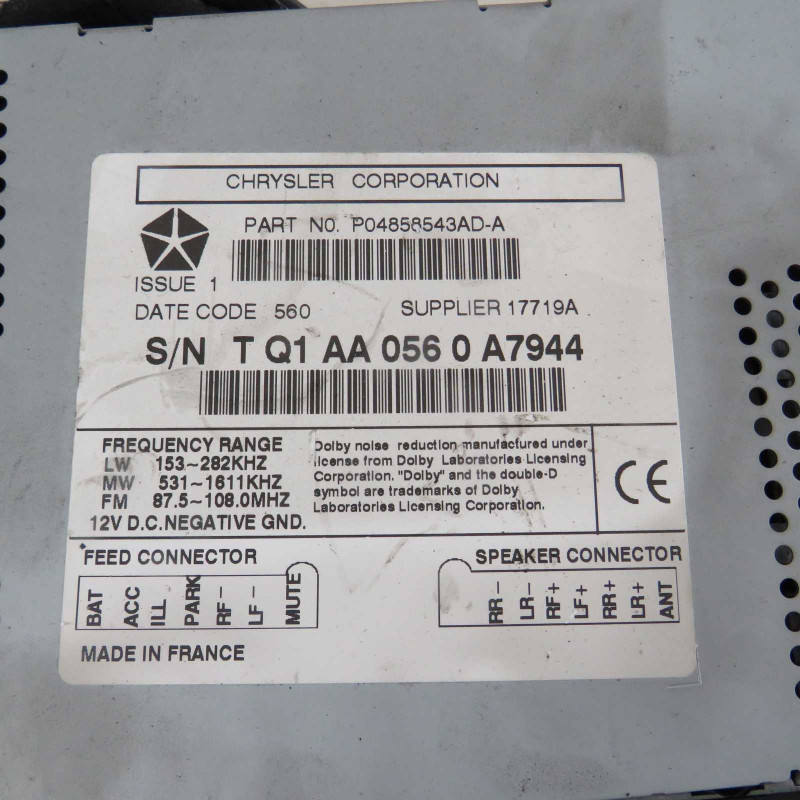 CHRYSLER CORPORATION
PART NO. P04858543AD-A
ISSUE 1
DATE CODE 560 SUPPLIER 17719A
S/N T Q1 AA 056 0 A7944
FREQUENCY RANGE
LW 153~282KHZ
MW 531~1611KHZ
FM 87.5~108.0MHZ
12V D.C.NEGATIVE GND.
Dolby noise reduction manufactured under
license from Dolby Laboratories Licensing
Corporation. "Dolby" and the double-D
symbol are trademarks of Dolby
Laboratories Licensing Corporation.
CE
FEED CONNECTOR
BAT ACC ILL PARK RF- LF- MUTE
SPEAKER CONNECTOR
RR- LR- RF+ LF+ RR+ LR+ ANT
MADE IN FRANCE